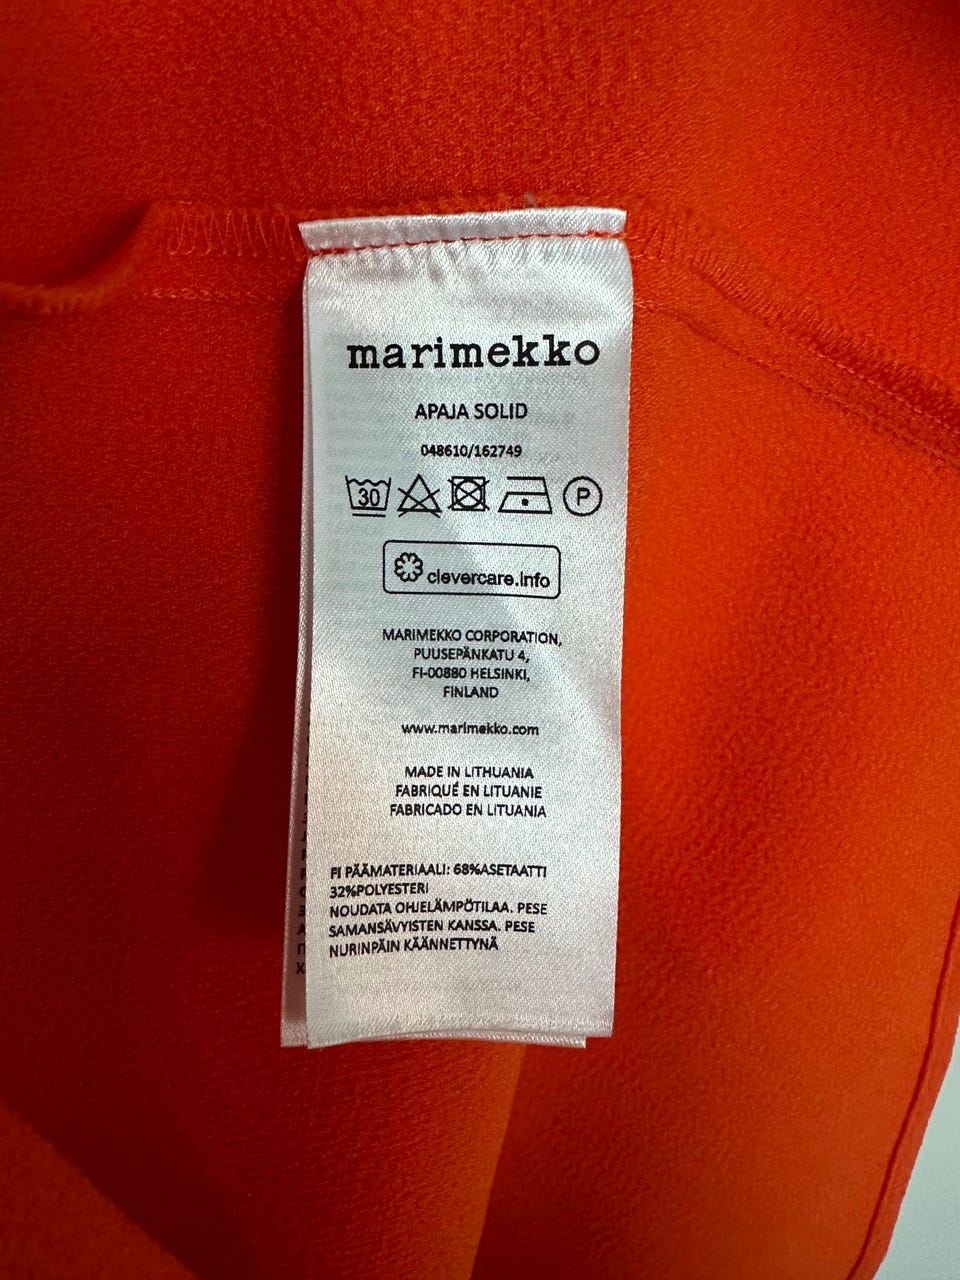 marimekko
APAJA SOLID
048610/162749
30 P
clevercare.info
MARIMEKKO CORPORATION,
PUUSEPÄNKATU 4,
FI-00880 HELSINKI,
FINLAND
www.marimekko.com
MADE IN LITHUANIA
FABRIQUÉ EN LITUANIE
FABRICADO EN LITUANIA
FI PÄÄMATERIAALI: 68%ASETAATTI
32%POLYESTERI
NOUDATA OHJELÄMPÖTILAA. PESE
SAMANSÄVYISTEN KANSSA. PESE
NURINPÄIN KÄÄNNETTYNÄ